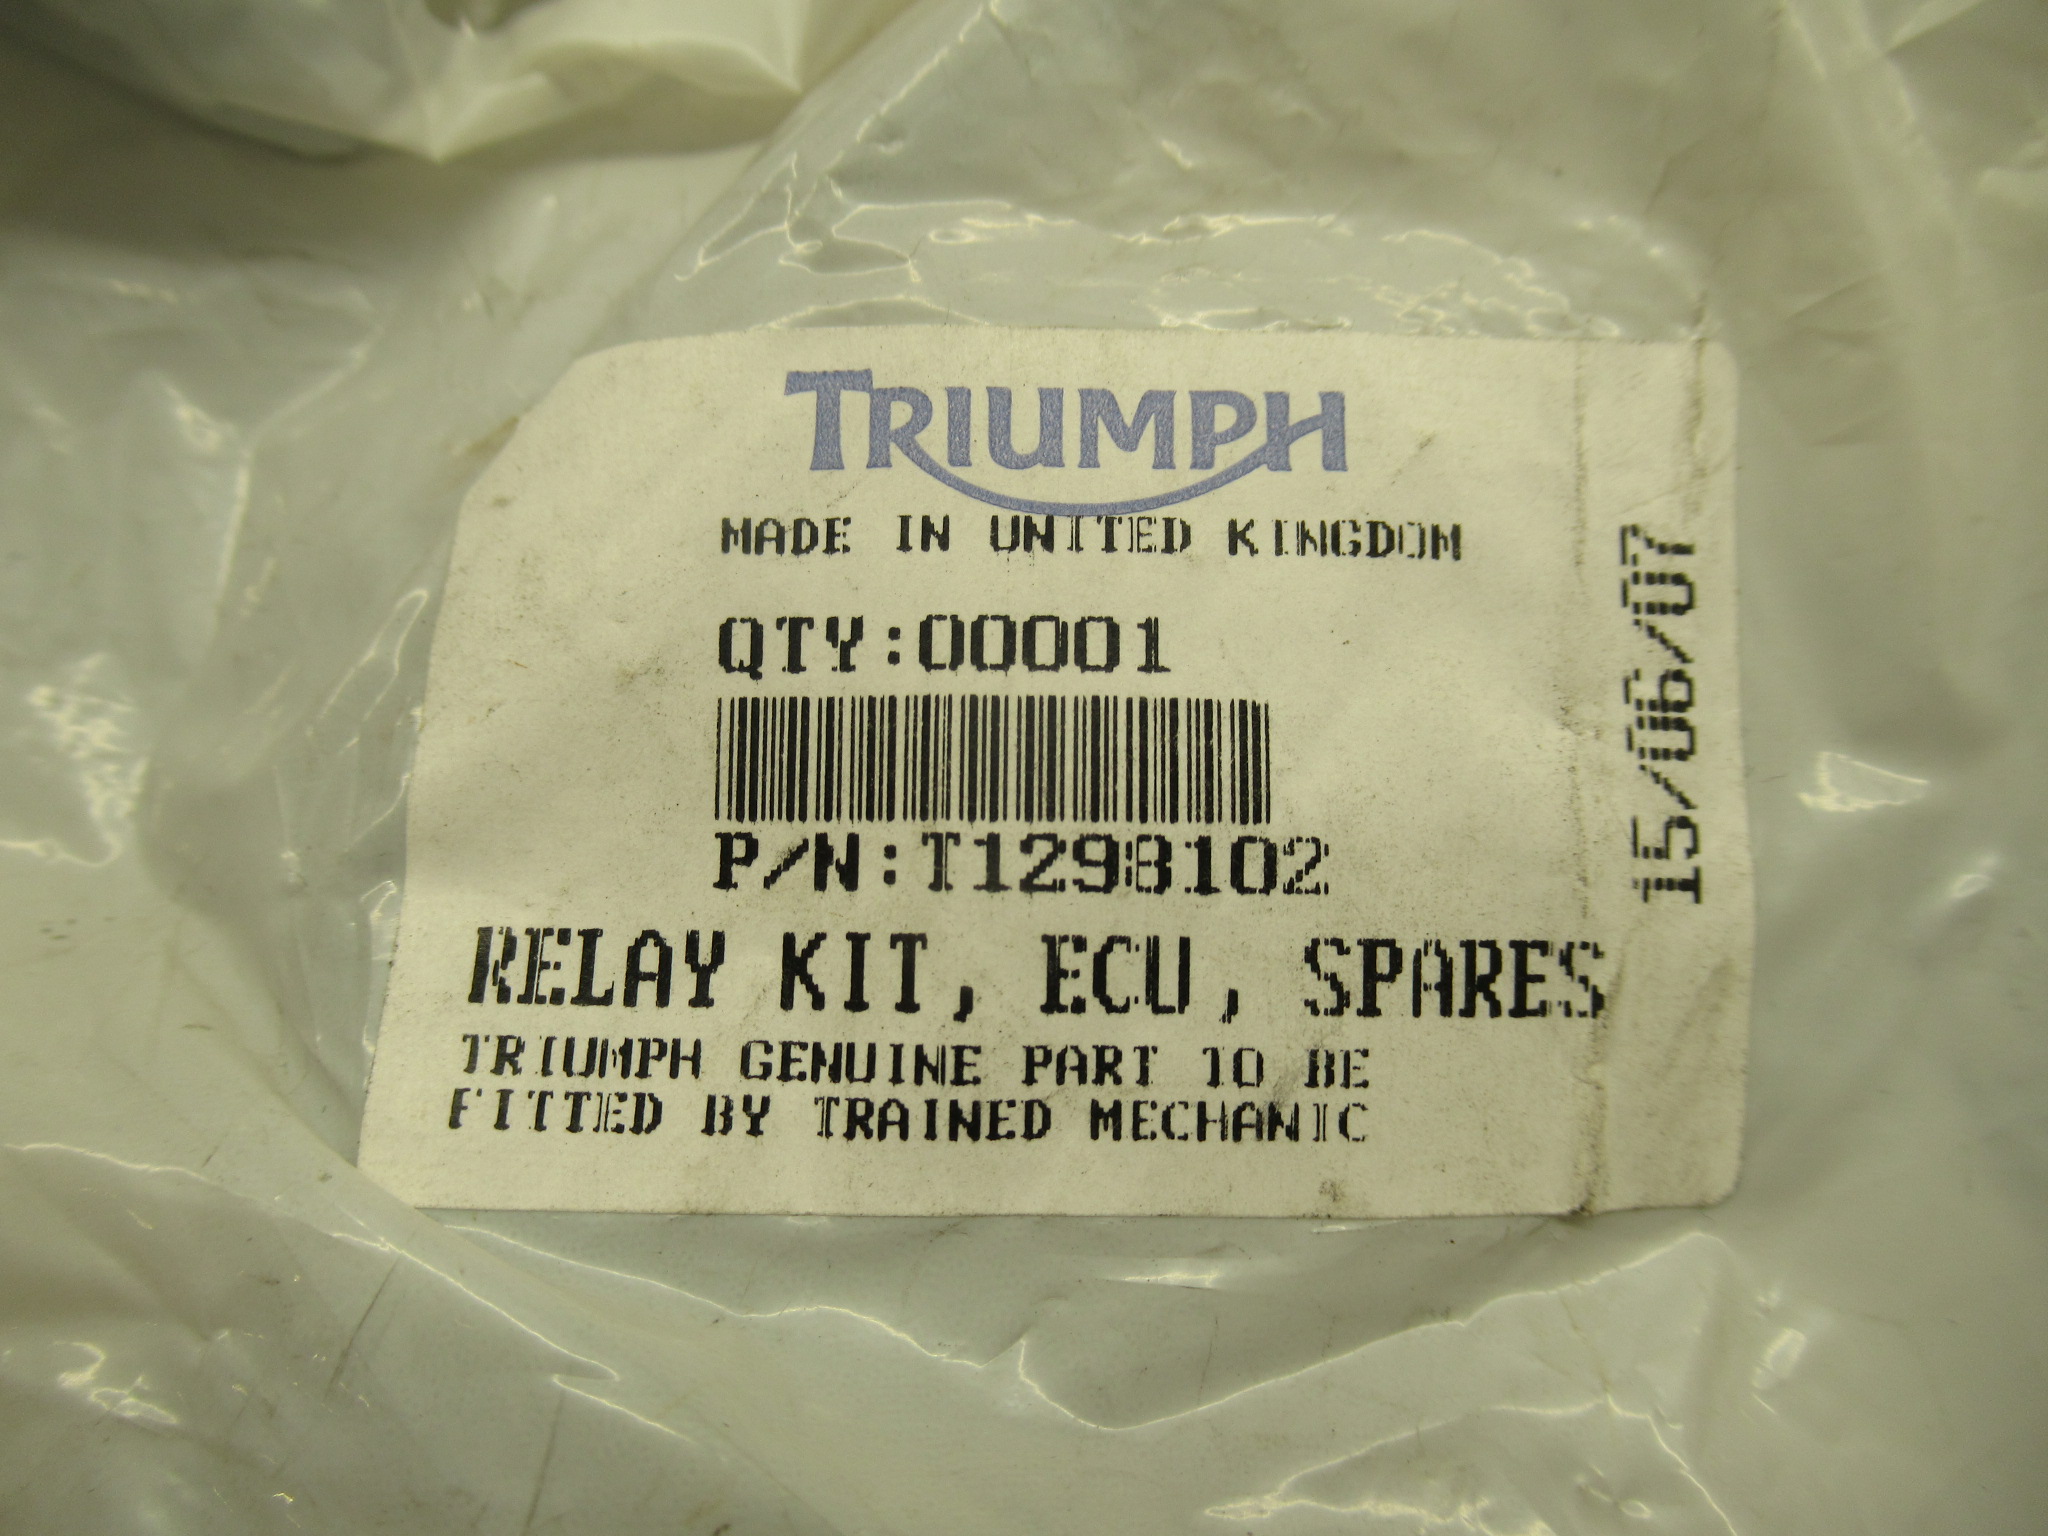 TRIUMPH
MADE IN UNITED KINGDOM
QTY:00001
P/N:T1298102
RELAY KIT, ECU, SPARES
TRIUMPH GENUINE PART TO BE
FITTED BY TRAINED MECHANIC
15/06/07